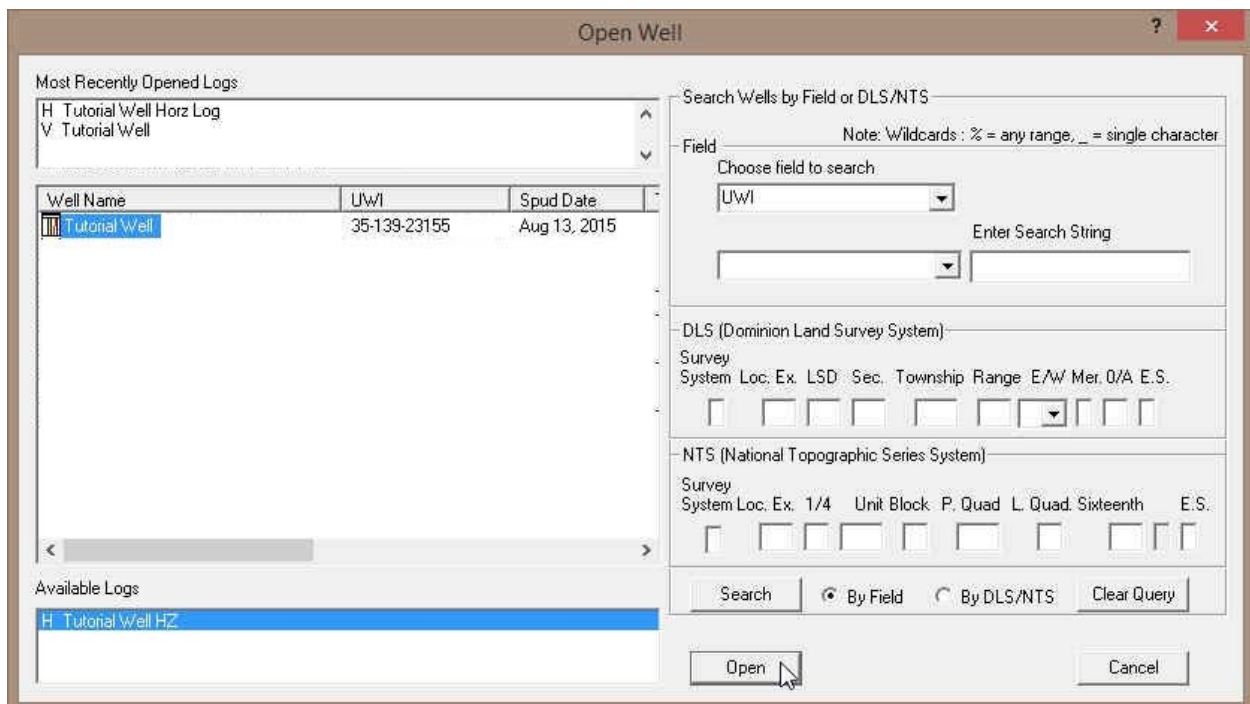 Open Well
?
Most Recently Opened Logs
H Tutorial Well Horz Log
V Tutorial Well
Well Name UWI Spud Date
Tutorial Well 35-139-23155 Aug 13, 2015
Available Logs
H Tutorial Well HZ
Search Wells by Field or DLS/NTS
Note: Wildcards : % = any range, _ = single character
Field
Choose field to search
UWI
Enter Search String
DLS (Dominion Land Survey System)
Survey
System Loc. Ex. LSD Sec. Township Range E/W Mer. 0/A E.S.
NTS (National Topographic Series System)
Survey
System Loc. Ex. 1/4 Unit Block P. Quad L. Quad. Sixteenth E.S.
Search By Field By DLS/NTS Clear Query
Open Cancel